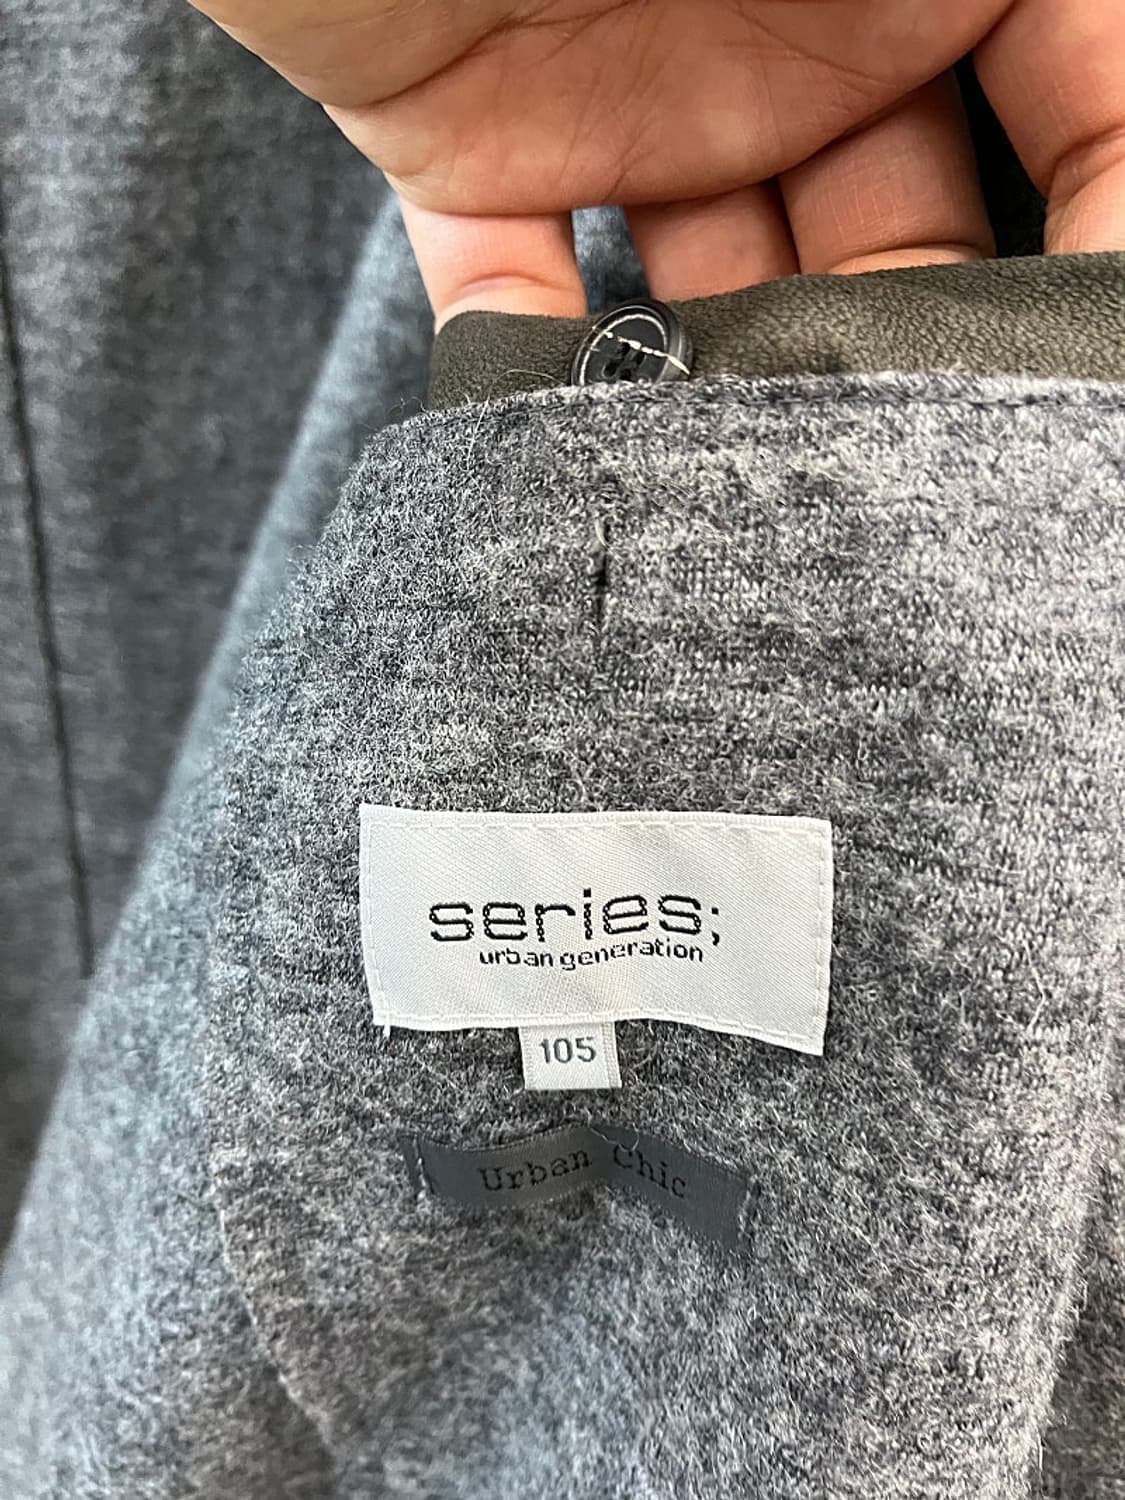 series;
urban generation
105
Urban Chic